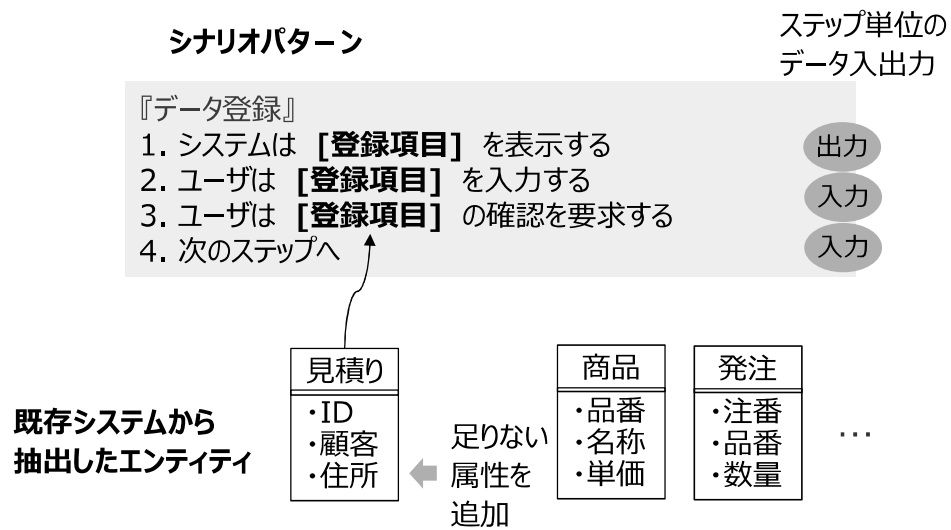 シナリオパターン
ステップ単位の
データ入出力
『データ登録』
1. システムは [登録項目] を表示する
出力
2. ユーザは [登録項目] を入力する
入力
3. ユーザは [登録項目] の確認を要求する
4. 次のステップへ
入力
既存システムから
抽出したエンティティ
見積り
・ID
・顧客
・住所
足りない
属性を
追加
商品
・品番
・名称
・単価
発注
・注番
・品番
・数量
…